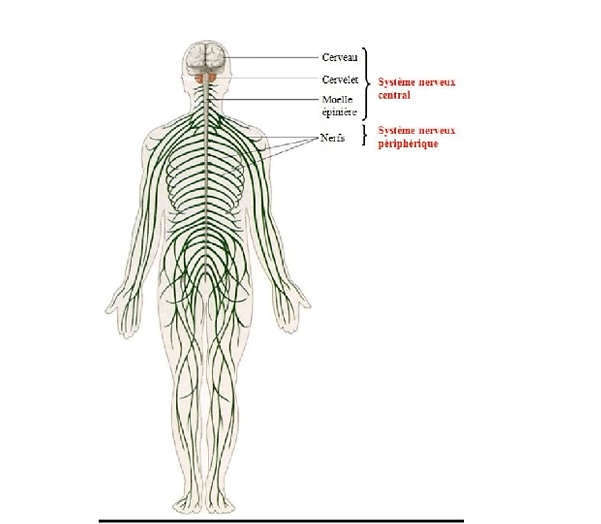 Cerveau
Cervelet
Moelle
épinière
Nerfs
Système nerveux
central
Système nerveux
périphérique